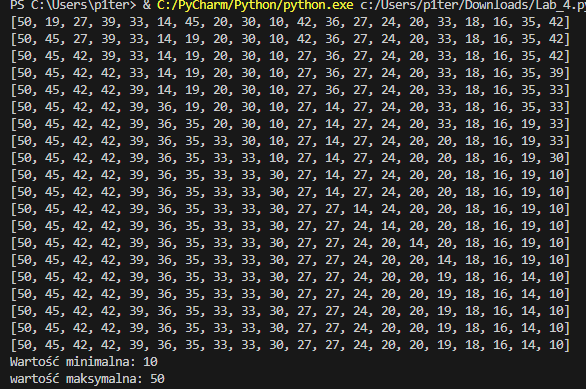 PS C:\Users\p1ter> & C:/PyCharm/Python/python.exe c:/Users/p1ter/Downloads/Lab_4.py
[50, 19, 27, 39, 33, 14, 45, 20, 30, 10, 42, 36, 27, 24, 20, 33, 18, 16, 35, 42]
[50, 45, 27, 39, 33, 14, 19, 20, 30, 10, 42, 36, 27, 24, 20, 33, 18, 16, 35, 42]
[50, 45, 42, 39, 33, 14, 19, 20, 30, 10, 27, 36, 27, 24, 20, 33, 18, 16, 35, 42]
[50, 45, 42, 42, 33, 14, 19, 20, 30, 10, 27, 36, 27, 24, 20, 33, 18, 16, 35, 39]
[50, 45, 42, 42, 39, 14, 19, 20, 30, 10, 27, 36, 27, 24, 20, 33, 18, 16, 35, 33]
[50, 45, 42, 42, 39, 36, 19, 20, 30, 10, 27, 14, 27, 24, 20, 33, 18, 16, 35, 33]
[50, 45, 42, 42, 39, 36, 35, 20, 30, 10, 27, 14, 27, 24, 20, 33, 18, 16, 19, 33]
[50, 45, 42, 42, 39, 36, 35, 33, 30, 10, 27, 14, 27, 24, 20, 20, 18, 16, 19, 33]
[50, 45, 42, 42, 39, 36, 35, 33, 33, 10, 27, 14, 27, 24, 20, 20, 18, 16, 19, 30]
[50, 45, 42, 42, 39, 36, 35, 33, 33, 30, 27, 14, 27, 24, 20, 20, 18, 16, 19, 10]
[50, 45, 42, 42, 39, 36, 35, 33, 33, 30, 27, 14, 27, 24, 20, 20, 18, 16, 19, 10]
[50, 45, 42, 42, 39, 36, 35, 33, 33, 30, 27, 27, 14, 24, 20, 20, 18, 16, 19, 10]
[50, 45, 42, 42, 39, 36, 35, 33, 33, 30, 27, 27, 24, 14, 20, 20, 18, 16, 19, 10]
[50, 45, 42, 42, 39, 36, 35, 33, 33, 30, 27, 27, 24, 20, 14, 20, 18, 16, 19, 10]
[50, 45, 42, 42, 39, 36, 35, 33, 33, 30, 27, 27, 24, 20, 20, 14, 18, 16, 19, 10]
[50, 45, 42, 42, 39, 36, 35, 33, 33, 30, 27, 27, 24, 20, 20, 19, 18, 16, 14, 10]
[50, 45, 42, 42, 39, 36, 35, 33, 33, 30, 27, 27, 24, 20, 20, 19, 18, 16, 14, 10]
[50, 45, 42, 42, 39, 36, 35, 33, 33, 30, 27, 27, 24, 20, 20, 19, 18, 16, 14, 10]
[50, 45, 42, 42, 39, 36, 35, 33, 33, 30, 27, 27, 24, 20, 20, 19, 18, 16, 14, 10]
Wartość minimalna: 10
wartość maksymalna: 50